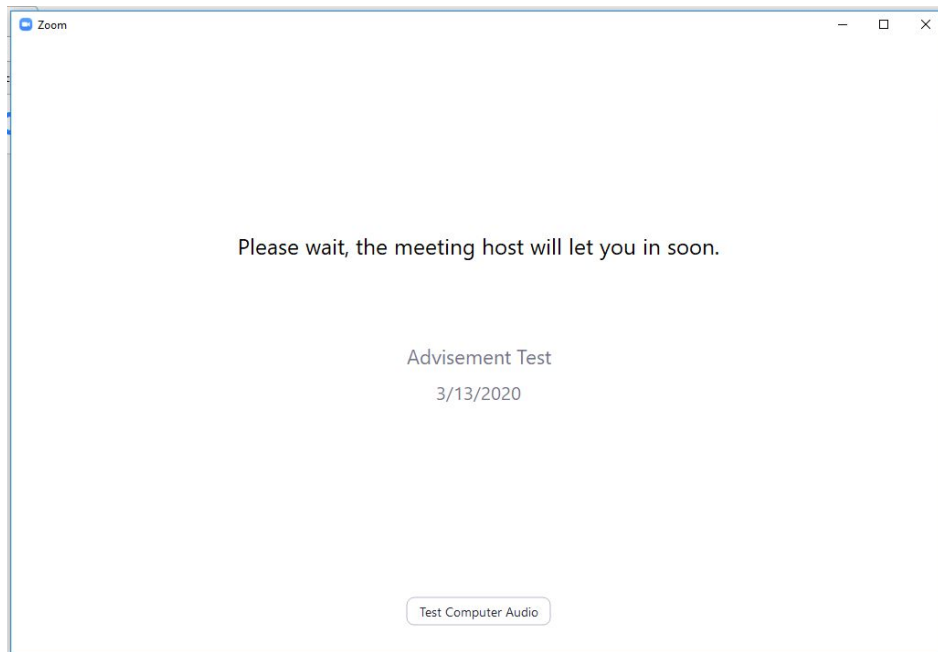 Zoom
Please wait, the meeting host will let you in soon.
Advisement Test
3/13/2020
Test Computer Audio